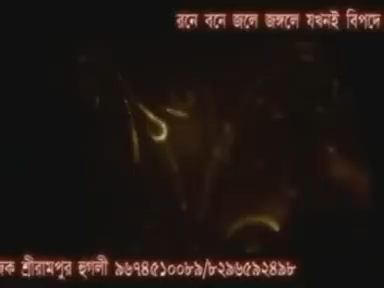 রনে বনে জলে জঙ্গলে যখনই বিপদে
শ্রীরামপুর হুগলী ৯৬৭৪৫১০০৮৯/৮২৯৬৫৯২৪৯৮